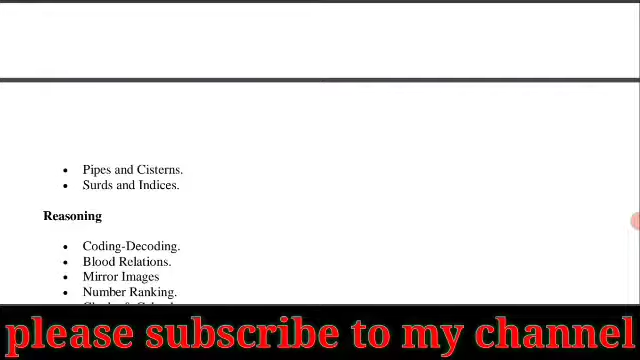 • Pipes and Cisterns.
• Surds and Indices.
Reasoning
• Coding-Decoding.
• Blood Relations.
• Mirror Images
• Number Ranking.
please subscribe to my channel